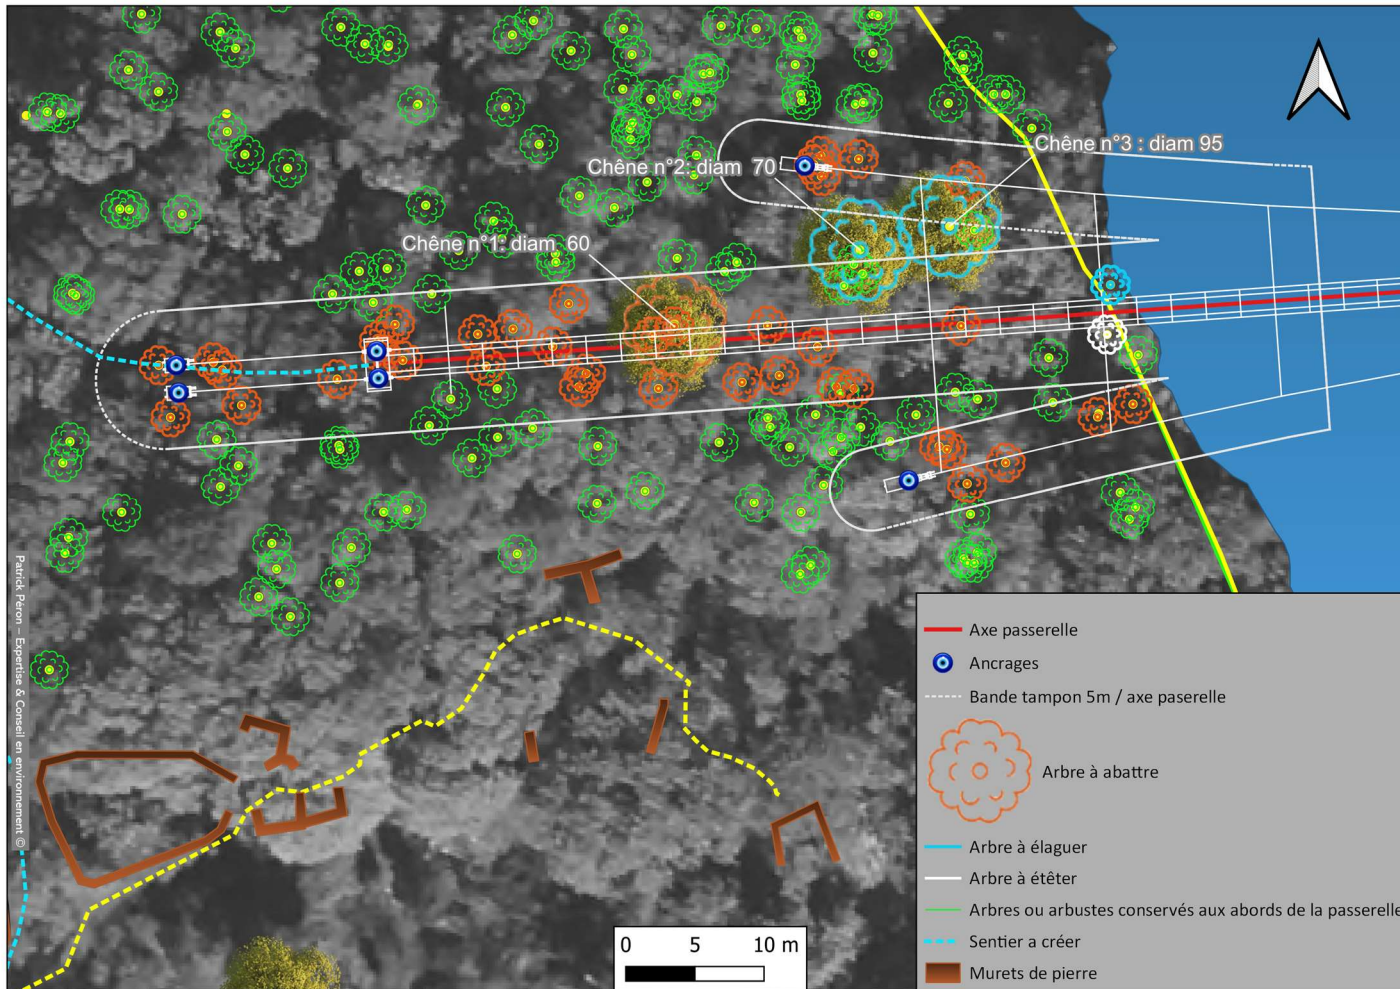 Chêne n°3 : diam 95
Chêne n°2: diam 70
Chêne n°1: diam 60
Patrick Péron – Expertise & Conseil en environnement ©
Axe passerelle
Ancrages
Bande tampon 5m / axe paserelle
Arbre à abattre
Arbre à élaguer
Arbre à étêter
Arbres ou arbustes conservés aux abords de la passerelle
Sentier a créer
Murets de pierre
0 5 10 m